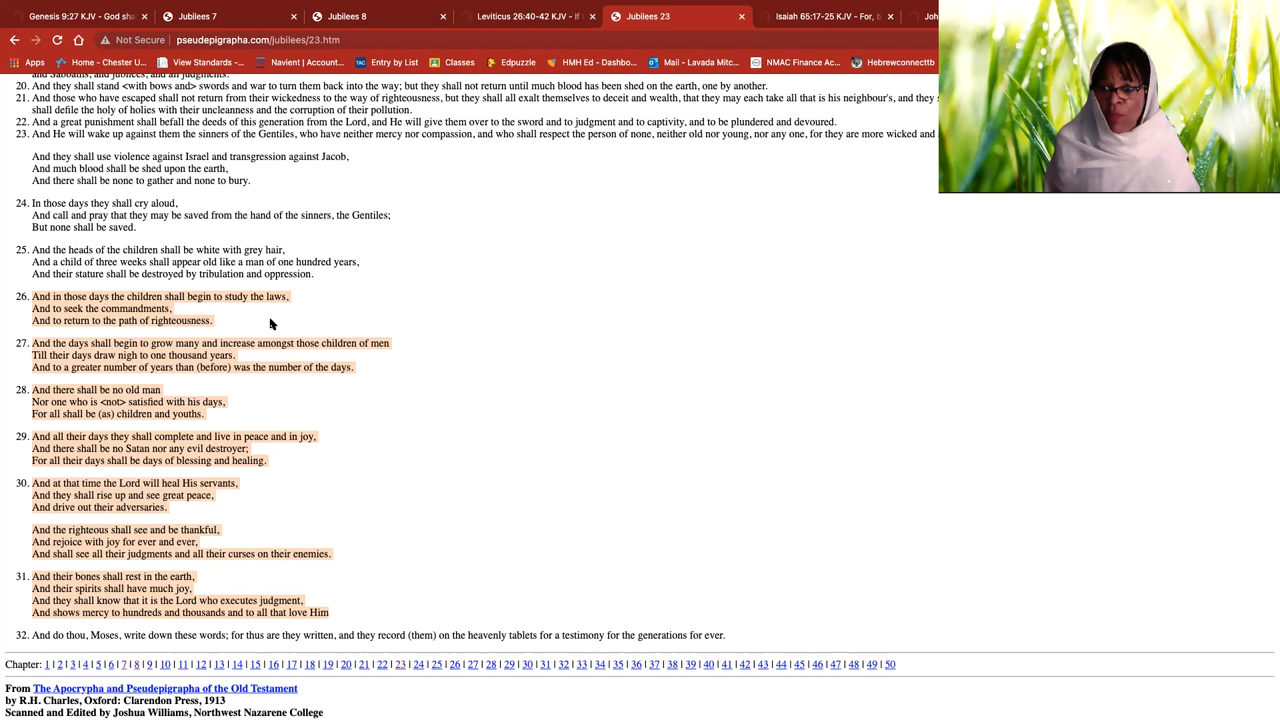 Genesis 9:27 KJV - God sha
Jubilees 7
Jubilees 8
Leviticus 26:40-42 KJV - If t
Jubilees 23
Isaiah 65:17-25 KJV - For, b
Joh
Not Secure | pseudepigrapha.com/jubilees/23.htm
Apps
Home - Chester U...
View Standards -...
Navient | Account...
TAC Entry by List
Classes
Edpuzzle
HMH Ed - Dashbo...
Mail - Lavada Mitc...
NMAC Finance Ac...
Hebrewconnecttb
and Sabbaths, and jubilees, and all judgments.
20. And they shall stand <with bows and> swords and war to turn them back into the way; but they shall not return until much blood has been shed on the earth, one by another.
21. And those who have escaped shall not return from their wickedness to the way of righteousness, but they shall all exalt themselves to deceit and wealth, that they may each take all that is his neighbour's, and they s
shall defile the holy of holies with their uncleanness and the corruption of their pollution.
22. And a great punishment shall befall the deeds of this generation from the Lord, and He will give them over to the sword and to judgment and to captivity, and to be plundered and devoured.
23. And He will wake up against them the sinners of the Gentiles, who have neither mercy nor compassion, and who shall respect the person of none, neither old nor young, nor any one, for they are more wicked and
And they shall use violence against Israel and transgression against Jacob,
And much blood shall be shed upon the earth,
And there shall be none to gather and none to bury.
24. In those days they shall cry aloud,
And call and pray that they may be saved from the hand of the sinners, the Gentiles;
But none shall be saved.
25. And the heads of the children shall be white with grey hair,
And a child of three weeks shall appear old like a man of one hundred years,
And their stature shall be destroyed by tribulation and oppression.
26. And in those days the children shall begin to study the laws,
And to seek the commandments,
And to return to the path of righteousness.
27. And the days shall begin to grow many and increase amongst those children of men
Till their days draw nigh to one thousand years.
And to a greater number of years than (before) was the number of the days.
28. And there shall be no old man
Nor one who is <not> satisfied with his days,
For all shall be (as) children and youths.
29. And all their days they shall complete and live in peace and in joy,
And there shall be no Satan nor any evil destroyer;
For all their days shall be days of blessing and healing.
30. And at that time the Lord will heal His servants,
And they shall rise up and see great peace,
And drive out their adversaries.
And the righteous shall see and be thankful,
And rejoice with joy for ever and ever,
And shall see all their judgments and all their curses on their enemies.
31. And their bones shall rest in the earth,
And their spirits shall have much joy,
And they shall know that it is the Lord who executes judgment,
And shows mercy to hundreds and thousands and to all that love Him
32. And do thou, Moses, write down these words; for thus are they written, and they record (them) on the heavenly tablets for a testimony for the generations for ever.
Chapter: 1 | 2 | 3 | 4 | 5 | 6 | 7 | 8 | 9 | 10 | 11 | 12 | 13 | 14 | 15 | 16 | 17 | 18 | 19 | 20 | 21 | 22 | 23 | 24 | 25 | 26 | 27 | 28 | 29 | 30 | 31 | 32 | 33 | 34 | 35 | 36 | 37 | 38 | 39 | 40 | 41 | 42 | 43 | 44 | 45 | 46 | 47 | 48 | 49 | 50
From The Apocrypha and Pseudepigrapha of the Old Testament
by R.H. Charles, Oxford: Clarendon Press, 1913
Scanned and Edited by Joshua Williams, Northwest Nazarene College